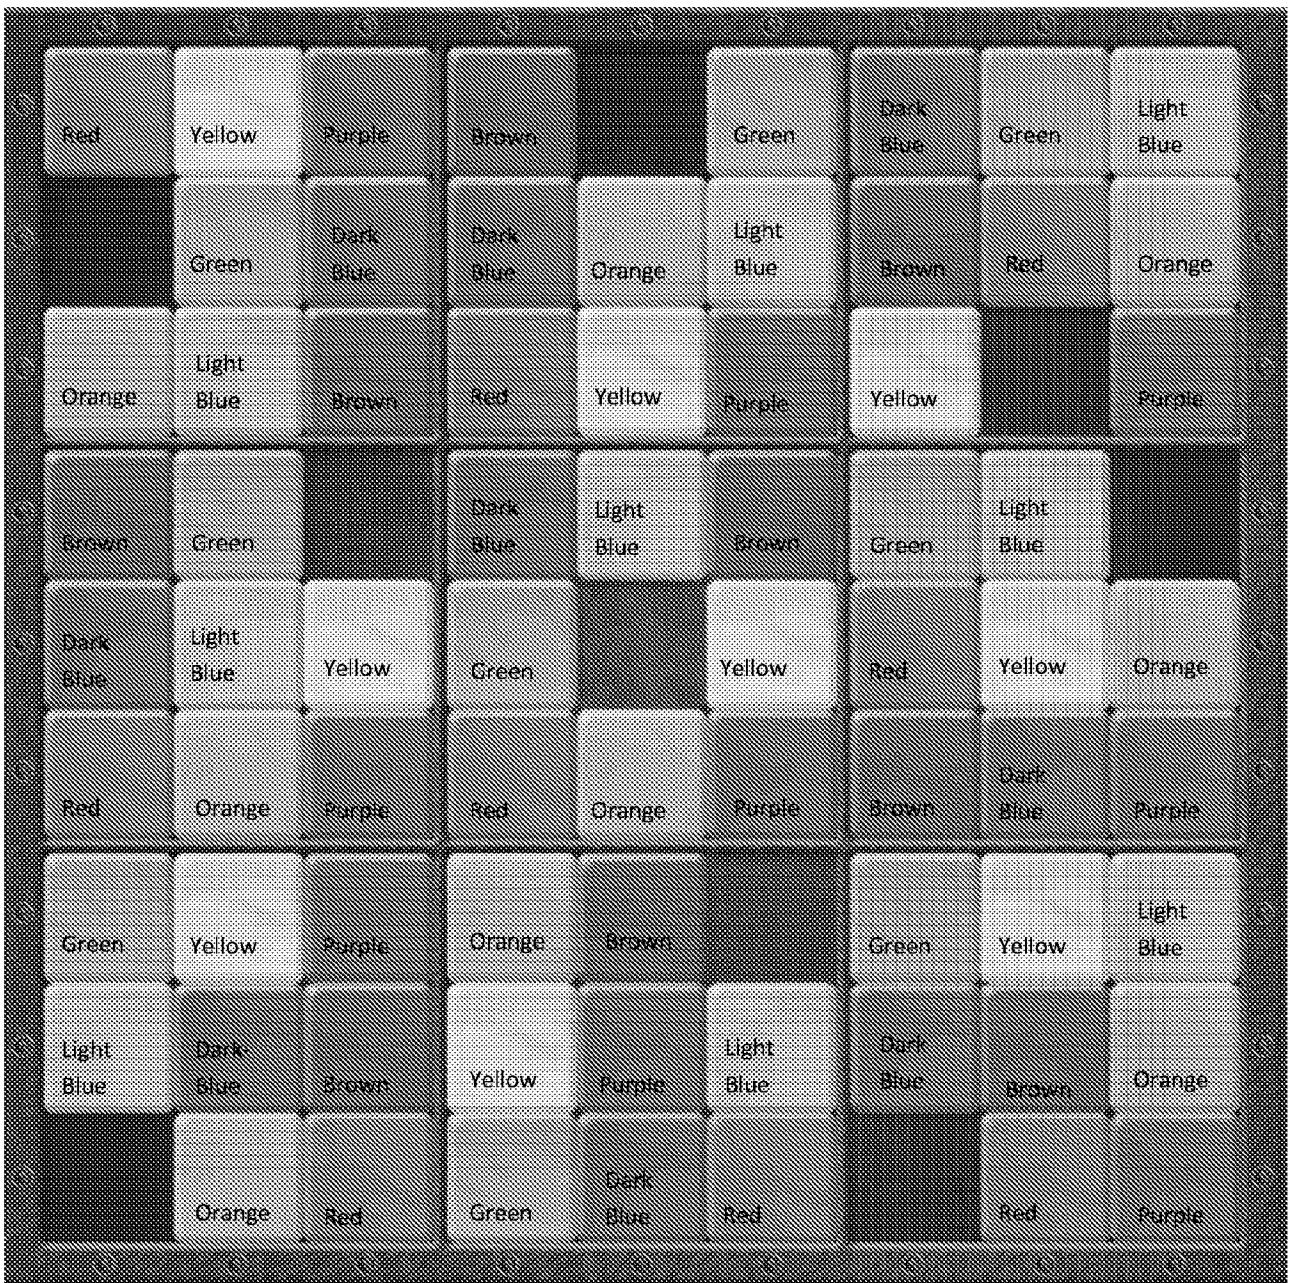 Red Yellow Purple Brown Green Dark Blue Green Light Blue
Green Dark Blue Dark Blue Orange Light Blue Brown Red Orange
Orange Light Blue Brown Red Yellow Purple Yellow Purple
Brown Green Dark Blue Light Blue Brown Green Light Blue
Dark Blue Light Blue Yellow Green Yellow Red Yellow Orange
Red Orange Purple Red Orange Purple Brown Dark Blue Purple
Green Yellow Purple Orange Brown Green Yellow Light Blue
Light Blue Dark- Blue Brown Yellow Purple Light Blue Dark Blue Brown Orange
Orange Red Green Dark Blue Red Red Purple